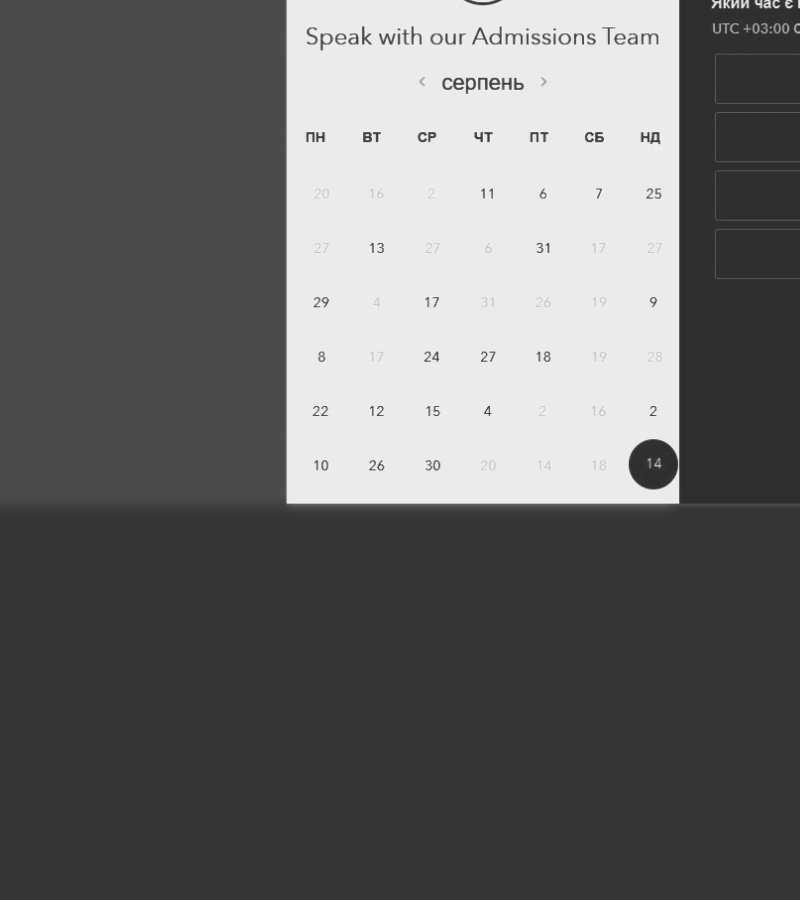 Speak with our Admissions Team
Який час є
UTC +03:00
‹ серпень ›
ПН ВТ СР ЧТ ПТ СБ НД
20 16 2 11 6 7 25
27 13 27 6 31 17 27
29 4 17 31 26 19 9
8 17 24 27 18 19 28
22 12 15 4 2 16 2
10 26 30 20 14 18 14